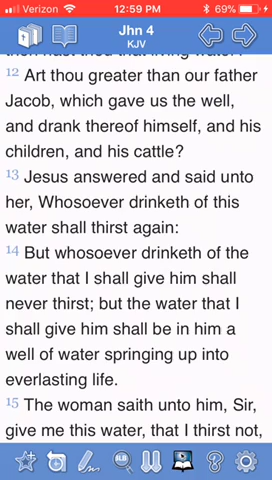 Verizon 12:59 PM 69%
Jhn 4
KJV
12 Art thou greater than our father
Jacob, which gave us the well,
and drank thereof himself, and his
children, and his cattle?
13 Jesus answered and said unto
her, Whosoever drinketh of this
water shall thirst again:
14 But whosoever drinketh of the
water that I shall give him shall
never thirst; but the water that I
shall give him shall be in him a
well of water springing up into
everlasting life.
15 The woman saith unto him, Sir,
give me this water, that I thirst not,
BLB